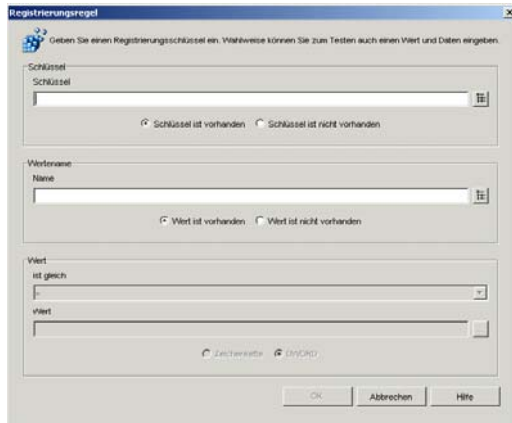 Registrierungsregel
Geben Sie einen Registrierungsschlüssel ein. Wahlweise können Sie zum Testen auch einen Wert und Daten eingeben.
Schlüssel
Schlüssel
Schlüssel ist vorhanden Schlüssel ist nicht vorhanden
Wertename
Name
Wert ist vorhanden Wert ist nicht vorhanden
Wert
ist gleich
=
Wert
Zeichenkette DWORD
OK Abbrechen Hilfe